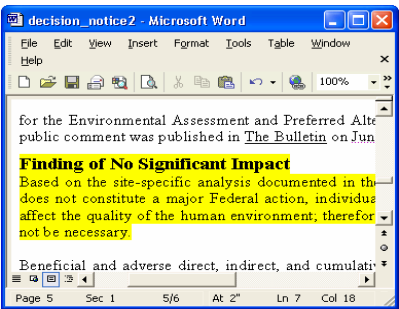 decision_notice2 - Microsoft Word
File Edit View Insert Format Tools Table Window
Help
100%
for the Environmental Assessment and Preferred Alte
public comment was published in The Bulletin on Jun
Finding of No Significant Impact
Based on the site-specific analysis documented in th
does not constitute a major Federal action, individua
affect the quality of the human environment; therefor
not be necessary.
Beneficial and adverse direct, indirect, and cumulati
Page 5 Sec 1 5/6 At 2" Ln 7 Col 18